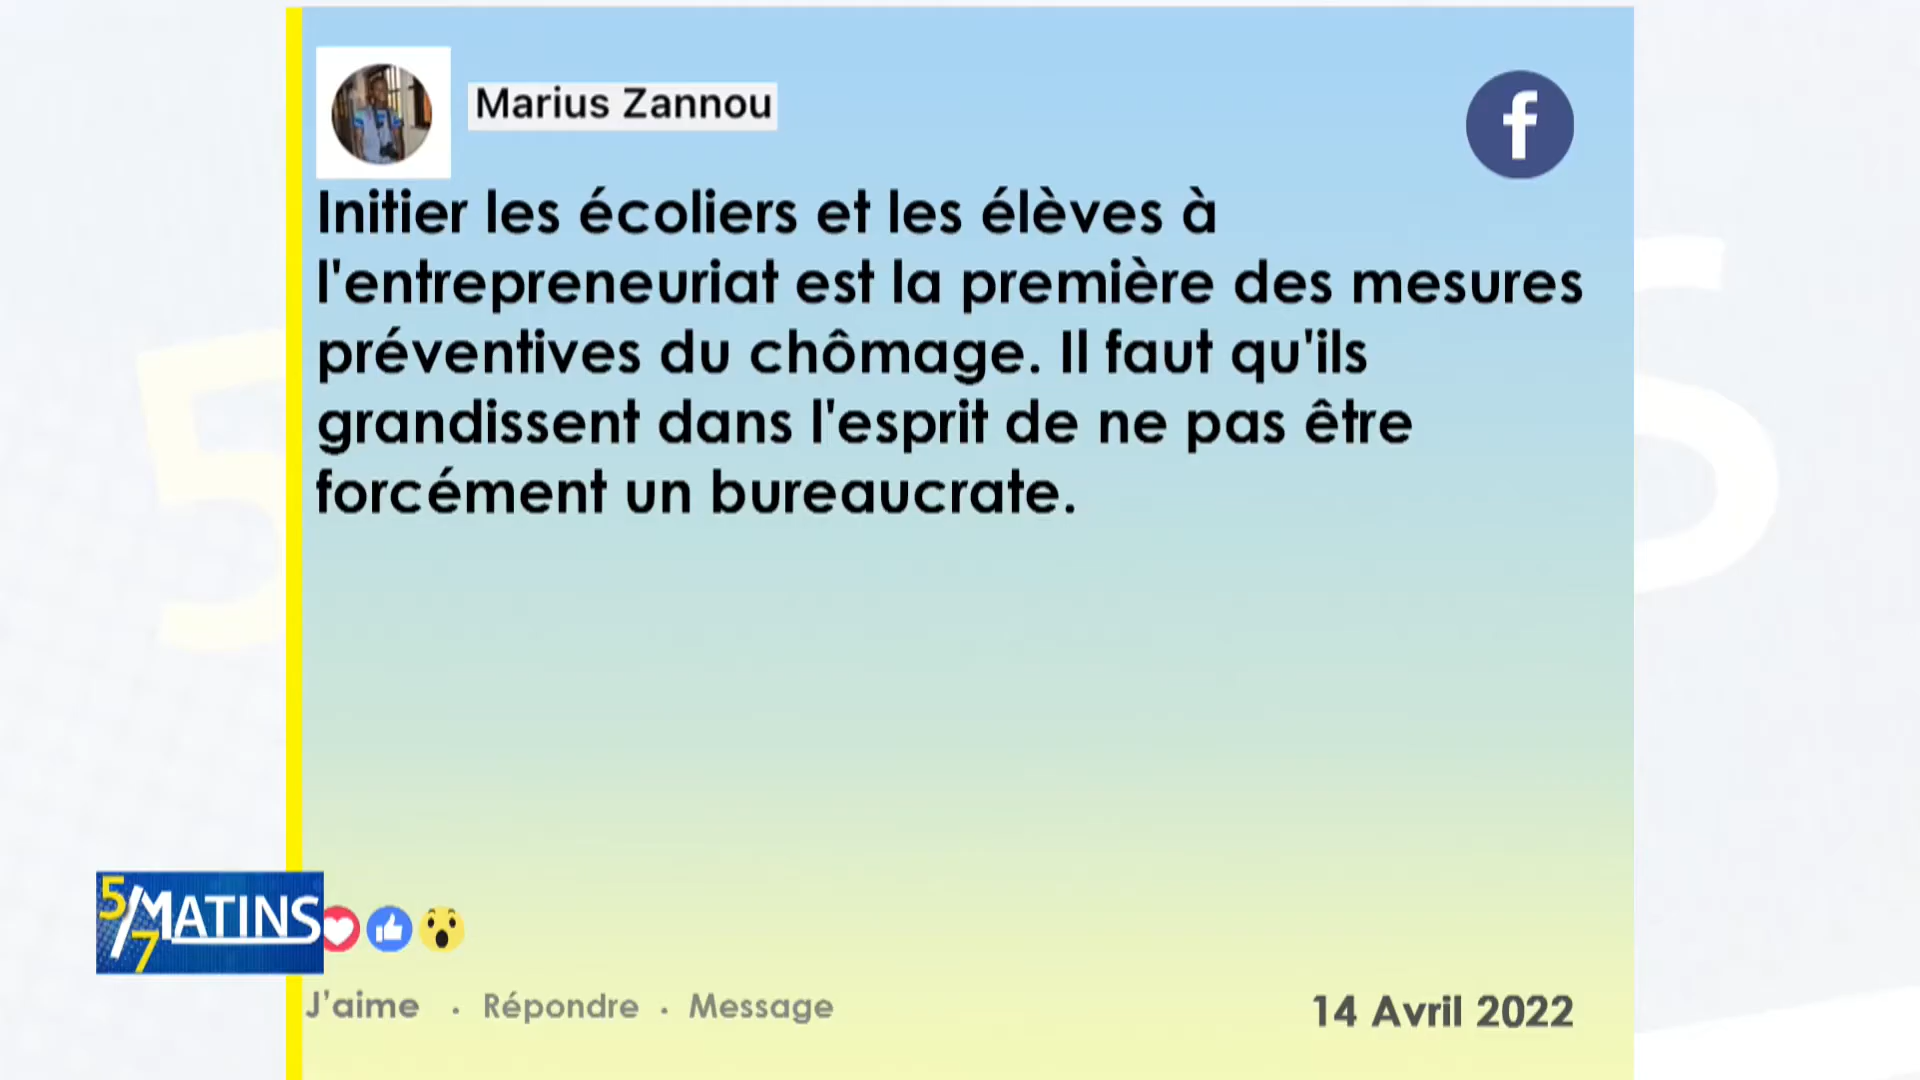 Marius Zannou
f
Initier les écoliers et les élèves à
l'entrepreneuriat est la première des mesures
préventives du chômage. Il faut qu'ils
grandissent dans l'esprit de ne pas être
forcément un bureaucrate.
5/7 MATINS
J'aime · Répondre · Message
14 Avril 2022